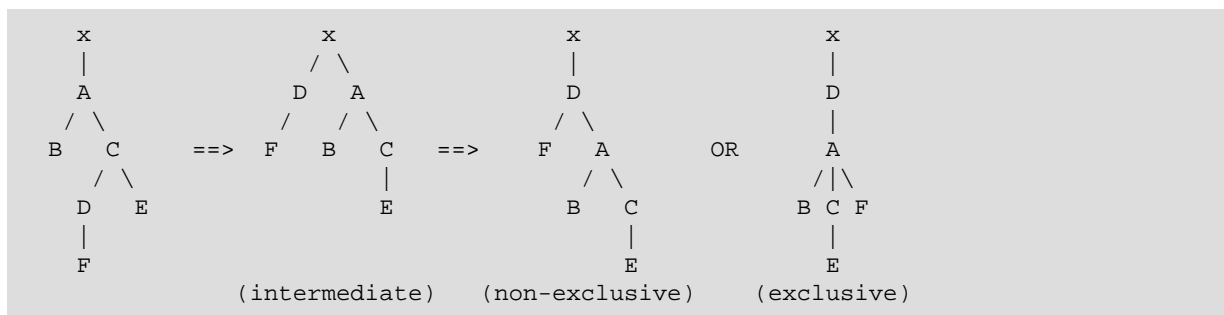 x x x x
| / \ | |
A D A D D
/ \ / / \ / \ |
B C ==> F B C ==> F A OR A
/ \ | / \ /|\
D E E B C B C F
| | |
F E E
(intermediate) (non-exclusive) (exclusive)